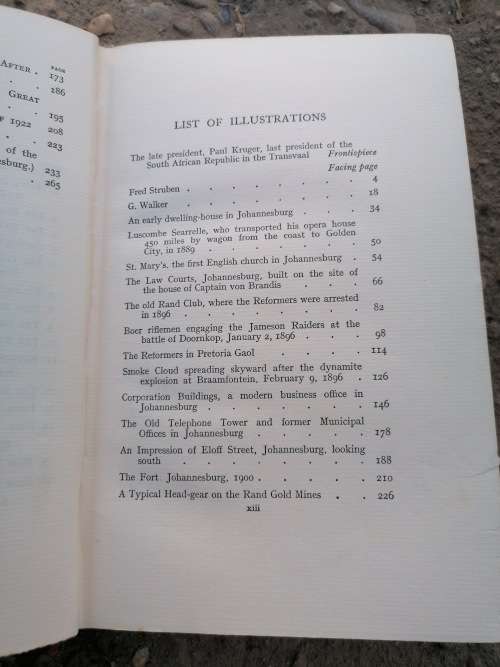 PAGE
AFTER . 173
. . 186
GREAT
. . 195
1922 208
. . 223
of the
esburg.) 233
. 265
LIST OF ILLUSTRATIONS
The late president, Paul Kruger, last president of the
South African Republic in the Transvaal Frontispiece
Facing page
Fred Struben . . . . . . . 4
G. Walker . . . . . . . 18
An early dwelling-house in Johannesburg . . . 34
Luscombe Searrelle, who transported his opera house
450 miles by wagon from the coast to Golden
City, in 1889 . . . . . . . 50
St. Mary's, the first English church in Johannesburg . 54
The Law Courts, Johannesburg, built on the site of
the house of Captain von Brandis . . . . 66
The old Rand Club, where the Reformers were arrested
in 1896 . . . . . . . 82
Boer riflemen engaging the Jameson Raiders at the
battle of Doornkop, January 2, 1896 . . . 98
The Reformers in Pretoria Gaol . . . . 114
Smoke Cloud spreading skyward after the dynamite
explosion at Braamfontein, February 9, 1896 . 126
Corporation Buildings, a modern business office in
Johannesburg . . . . . . 146
The Old Telephone Tower and former Municipal
Offices in Johannesburg . . . . . 178
An Impression of Eloff Street, Johannesburg, looking
south . . . . . . . 188
The Fort Johannesburg, 1900 . . . . . 210
A Typical Head-gear on the Rand Gold Mines . . 226
xiii